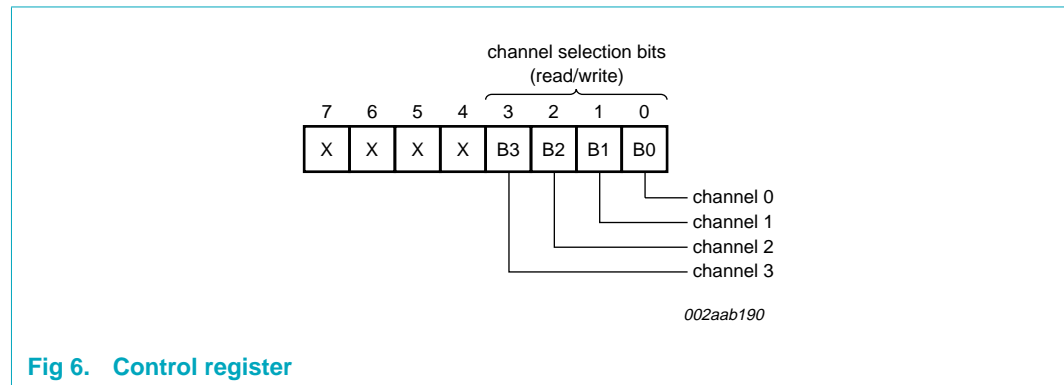 channel selection bits
(read/write)
7 6 5 4 3 2 1 0
X X X X B3 B2 B1 B0
channel 0
channel 1
channel 2
channel 3
002aab190
Fig 6. Control register